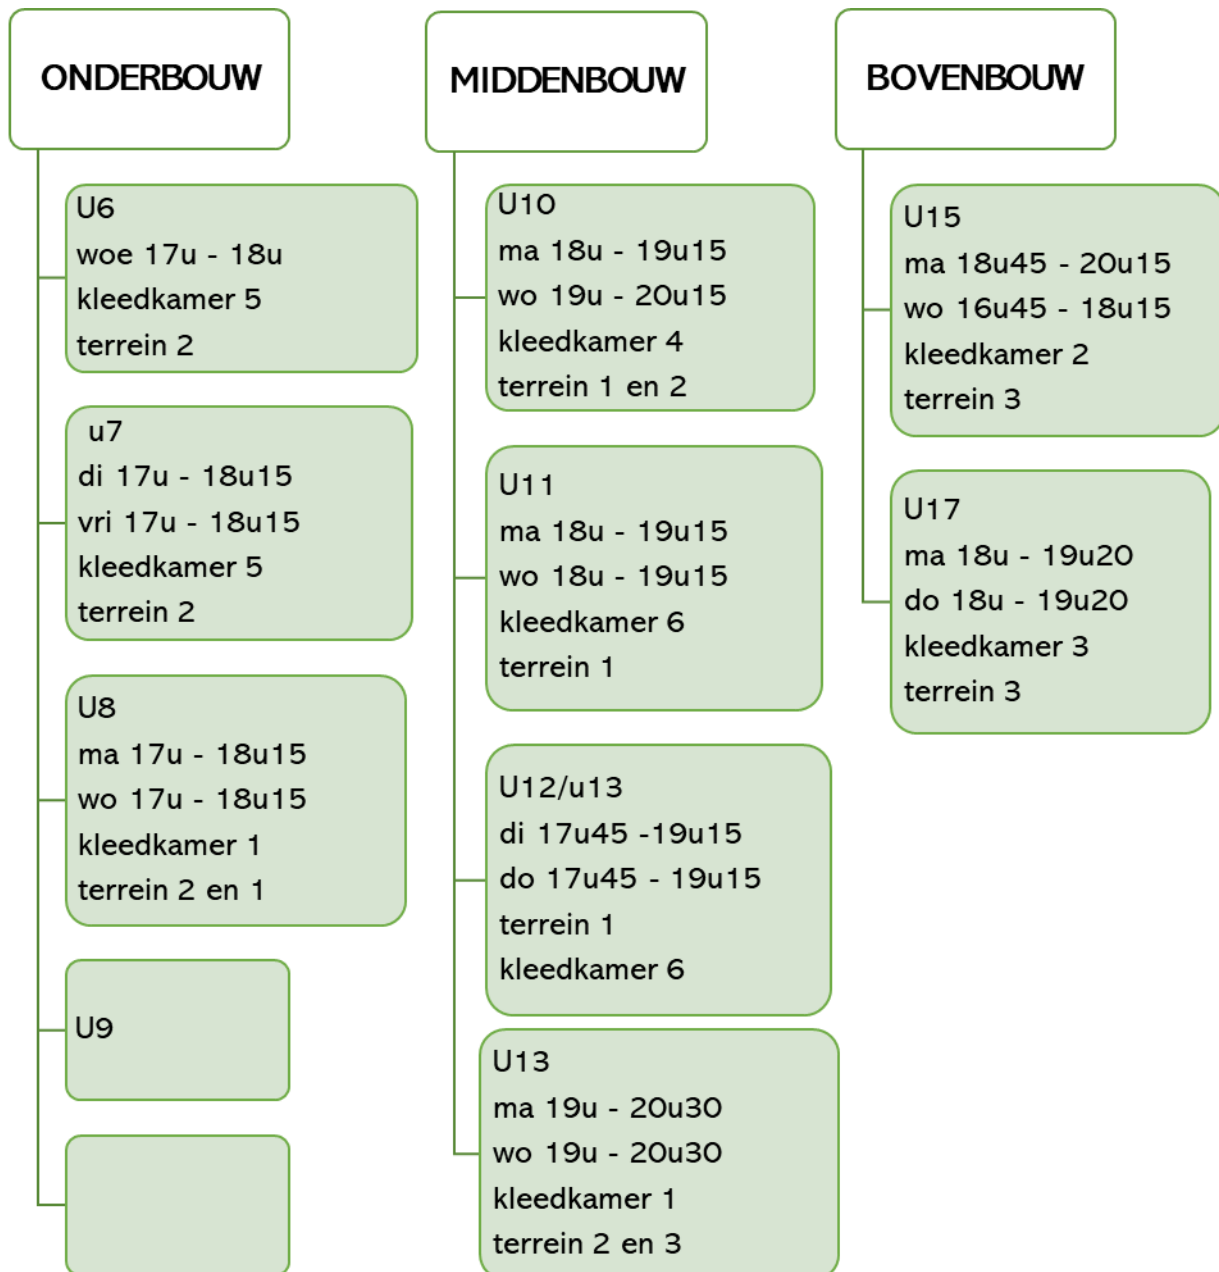 ONDERBOUW
U6
woe 17u - 18u
kleedkamer 5
terrein 2
u7
di 17u - 18u15
vri 17u - 18u15
kleedkamer 5
terrein 2
U8
ma 17u - 18u15
wo 17u - 18u15
kleedkamer 1
terrein 2 en 1
U9
MIDDENBOUW
U10
ma 18u - 19u15
wo 19u - 20u15
kleedkamer 4
terrein 1 en 2
U11
ma 18u - 19u15
wo 18u - 19u15
kleedkamer 6
terrein 1
U12/u13
di 17u45 -19u15
do 17u45 - 19u15
terrein 1
kleedkamer 6
U13
ma 19u - 20u30
wo 19u - 20u30
kleedkamer 1
terrein 2 en 3
BOVENBOUW
U15
ma 18u45 - 20u15
wo 16u45 - 18u15
kleedkamer 2
terrein 3
U17
ma 18u - 19u20
do 18u - 19u20
kleedkamer 3
terrein 3